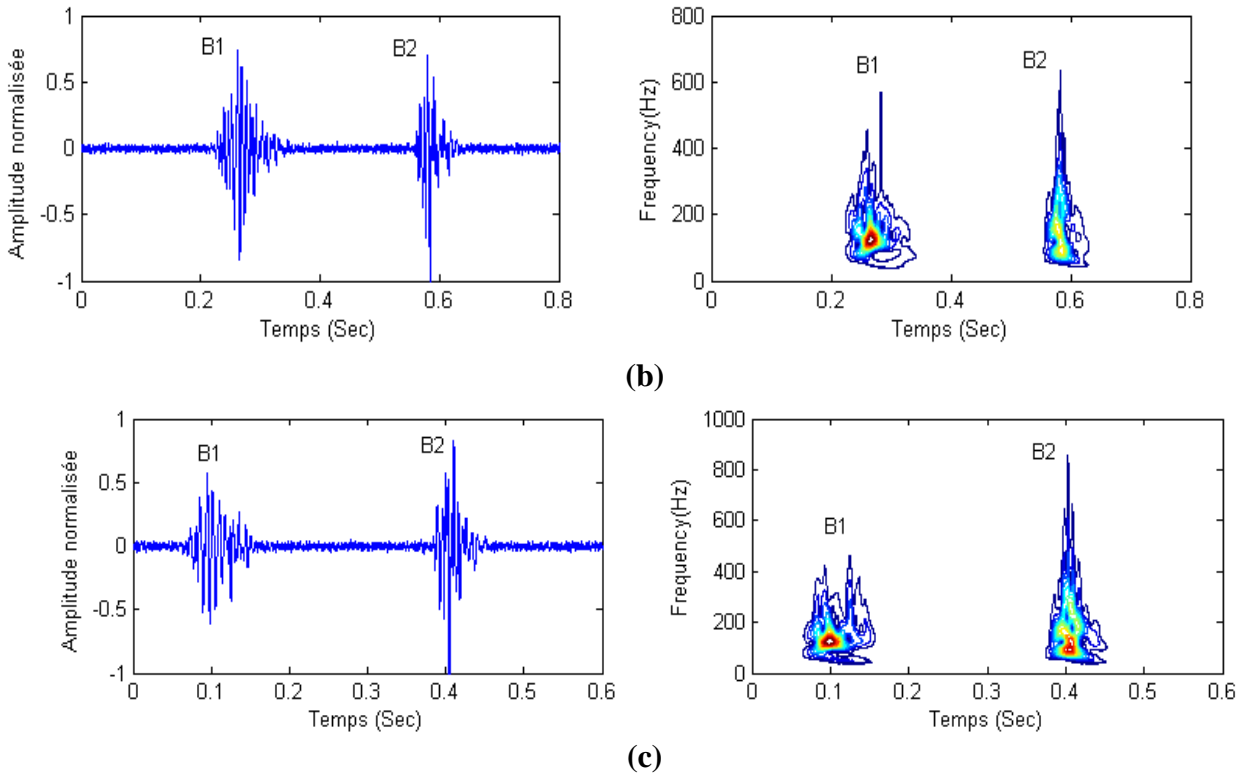 Amplitude normalisée
1
0.5
0
-0.5
-1
B1
B2
0 0.2 0.4 0.6 0.8
Temps (Sec)
Frequency(Hz)
800
600
400
200
0
B1
B2
0 0.2 0.4 0.6 0.8
Temps (Sec)
(b)
Amplitude normalisée
1
0.5
0
-0.5
-1
B1
B2
0 0.1 0.2 0.3 0.4 0.5 0.6
Temps (Sec)
Frequency(Hz)
1000
800
600
400
200
0
B1
B2
0 0.1 0.2 0.3 0.4 0.5 0.6
Temps (Sec)
(c)